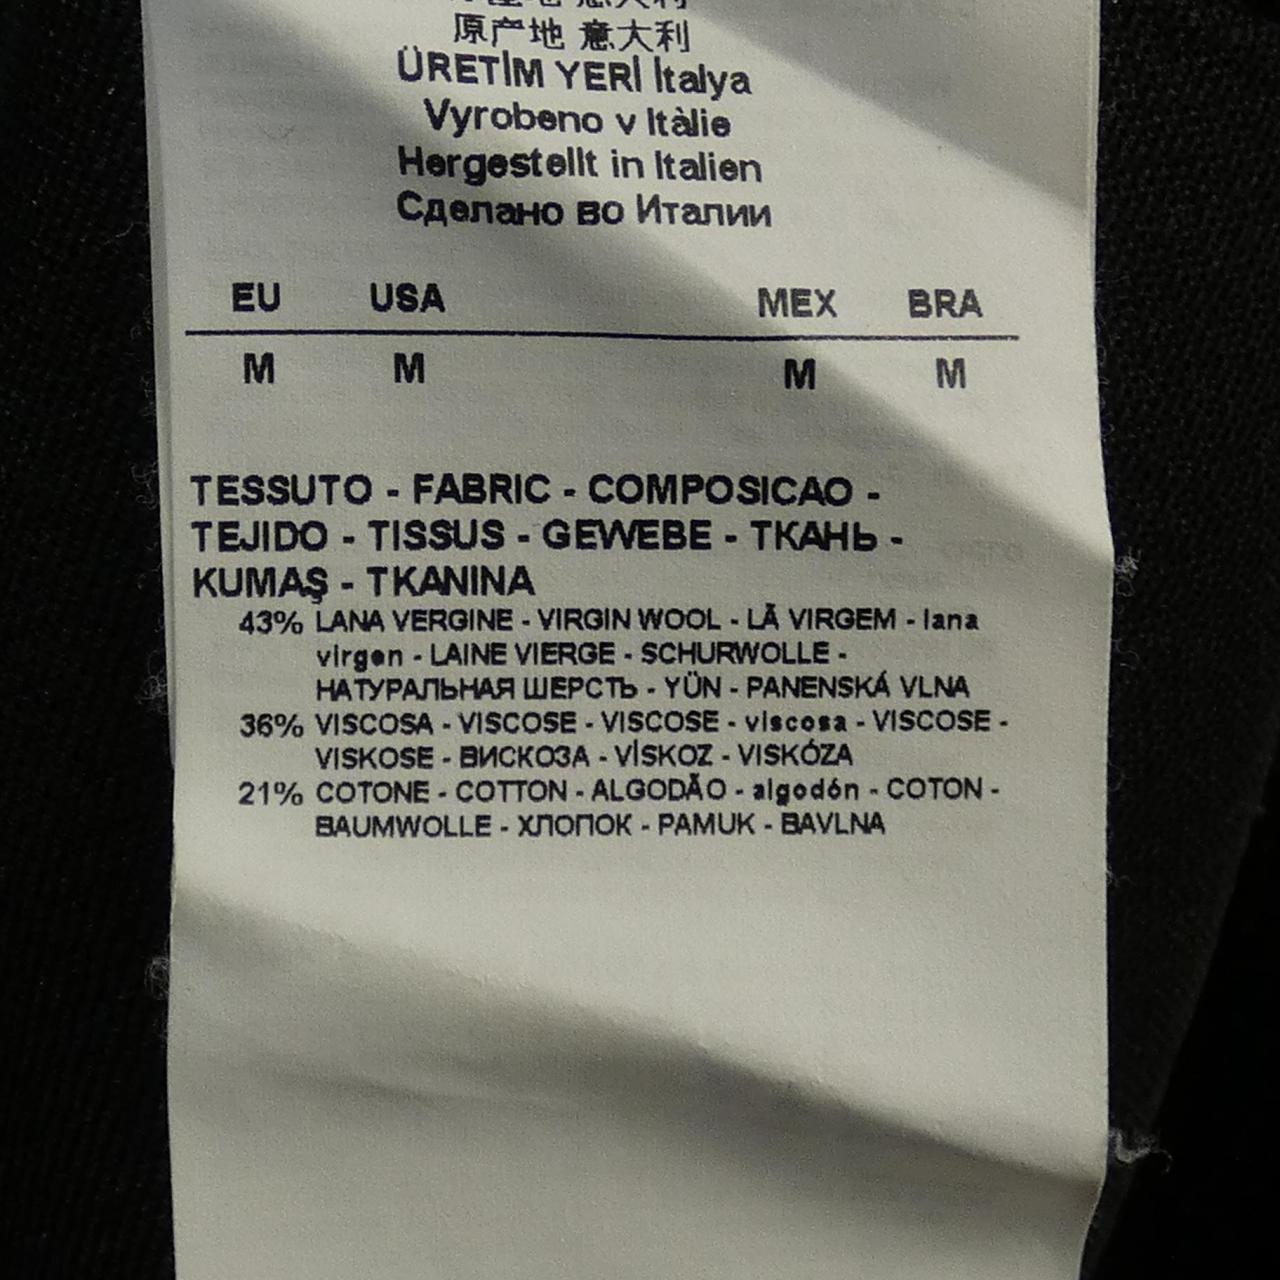 原产地 意大利
ÜRETİM YERİ İtalya
Vyrobeno v Itàlie
Hergestellt in Italien
Сделано во Италии
EU USA MEX BRA
M M M M
TESSUTO - FABRIC - COMPOSICAO -
TEJIDO - TISSUS - GEWEBE - ТКАНЬ -
KUMAŞ - TKANINA
43% LANA VERGINE - VIRGIN WOOL - LÃ VIRGEM - lana
virgen - LAINE VIERGE - SCHURWOLLE -
НАТУРАЛЬНАЯ ШЕРСТЬ - YÜN - PANENSKÁ VLNA
36% VISCOSA - VISCOSE - VISCOSE - viscosa - VISCOSE -
VISKOSE - ВИСКОЗА - VİSKOZ - VISKÓZA
21% COTONE - COTTON - ALGODÃO - algodón - COTON -
BAUMWOLLE - ХЛОПОК - PAMUK - BAVLNA